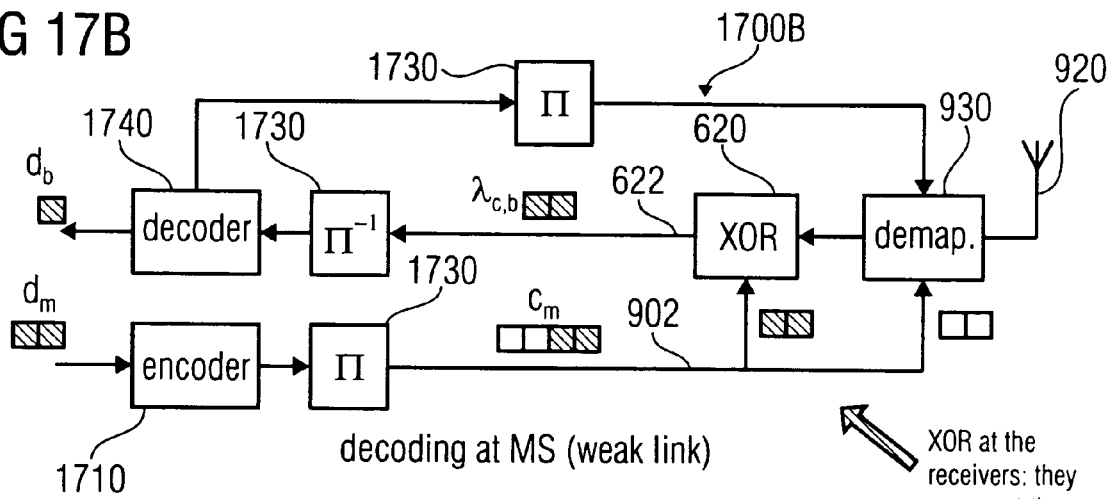 G 17B
1700B
1730
Π
920
1740
1730
620
930
d_b
λ_c,b
622
decoder
Π⁻¹
XOR
demap.
d_m
1730
c_m
902
encoder
Π
decoding at MS (weak link)
1710
XOR at the
receivers: they